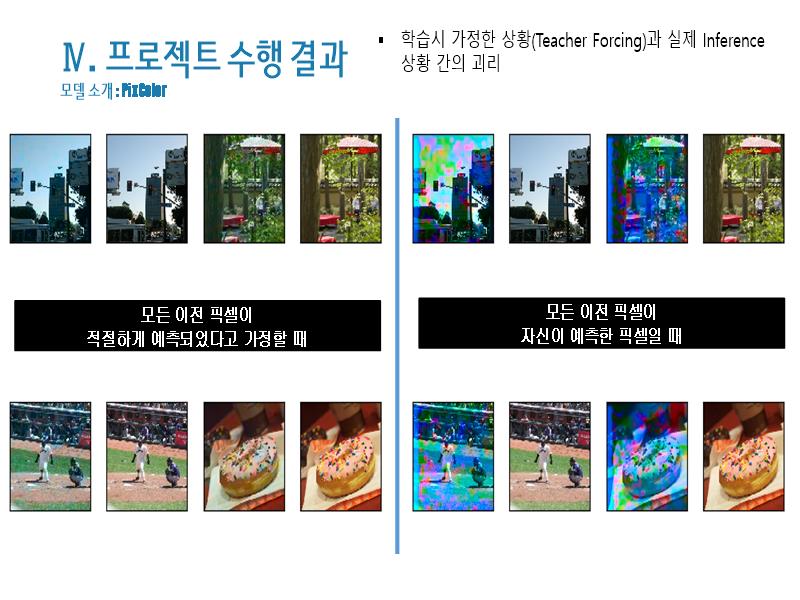 Ⅳ. 프로젝트 수행 결과
모델 소개 : PixColor
▪ 학습시 가정한 상황(Teacher Forcing)과 실제 Inference
상황 간의 괴리
모든 이전 픽셀이
적절하게 예측되었다고 가정할 때
모든 이전 픽셀이
자신이 예측한 픽셀일 때